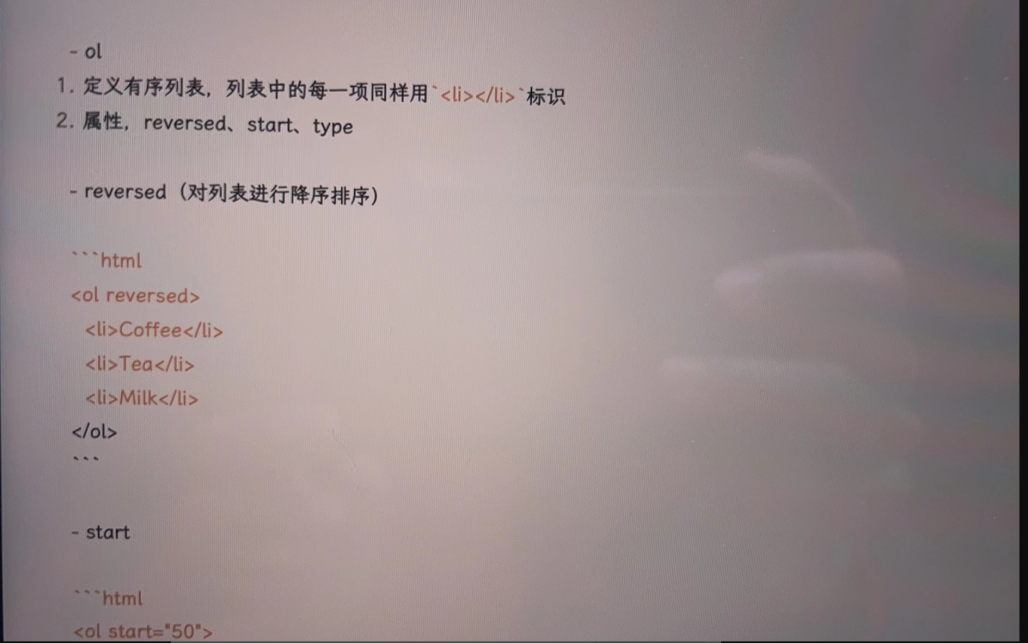 - ol
1. 定义有序列表，列表中的每一项同样用`<li></li>`标识
2. 属性，reversed、start、type
- reversed（对列表进行降序排序）
```html
<ol reversed>
<li>Coffee</li>
<li>Tea</li>
<li>Milk</li>
</ol>
```
- start
```html
<ol start="50">